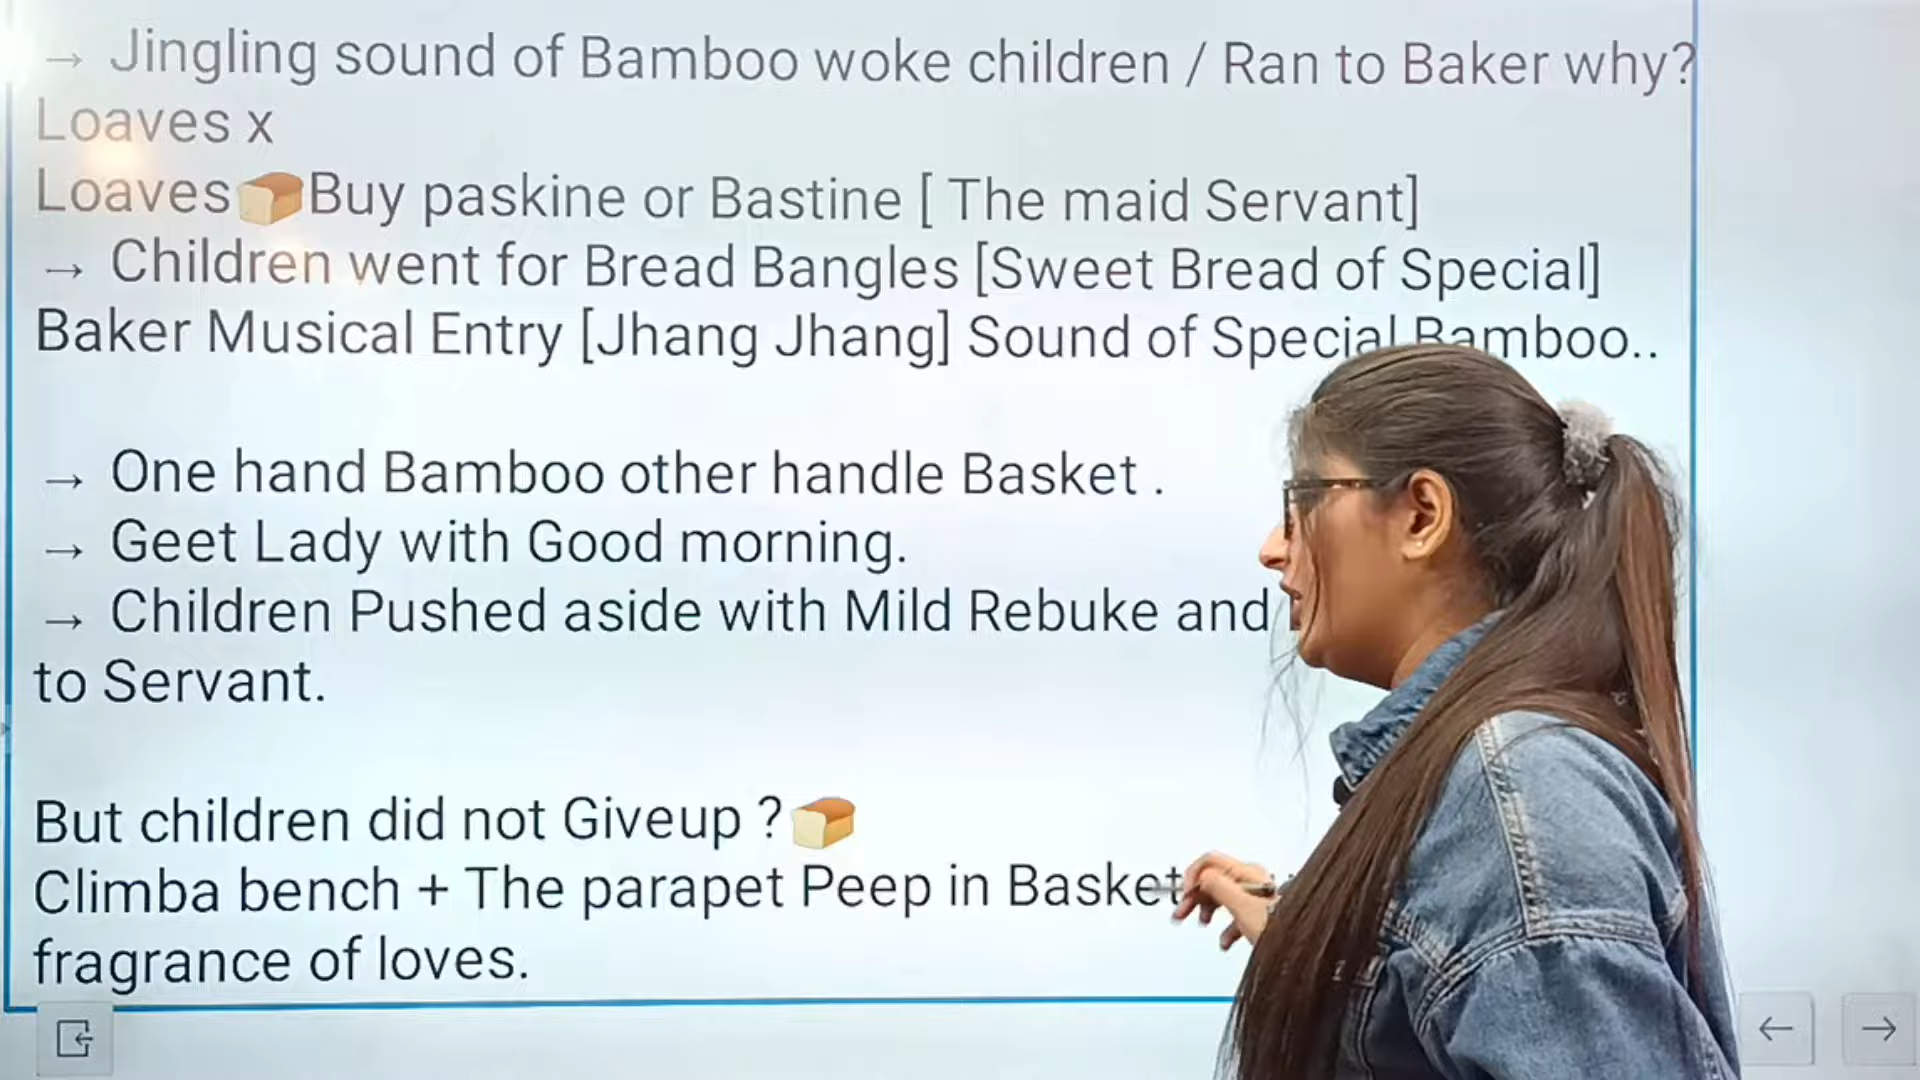 → Jingling sound of Bamboo woke children / Ran to Baker why?
Loaves x
Loaves🍞Buy paskine or Bastine [ The maid Servant]
→ Children went for Bread Bangles [Sweet Bread of Special]
Baker Musical Entry [Jhang Jhang] Sound of Special Bamboo..
→ One hand Bamboo other handle Basket .
→ Geet Lady with Good morning.
→ Children Pushed aside with Mild Rebuke and
to Servant.
But children did not Giveup ?🍞
Climba bench + The parapet Peep in Basket
fragrance of loves.